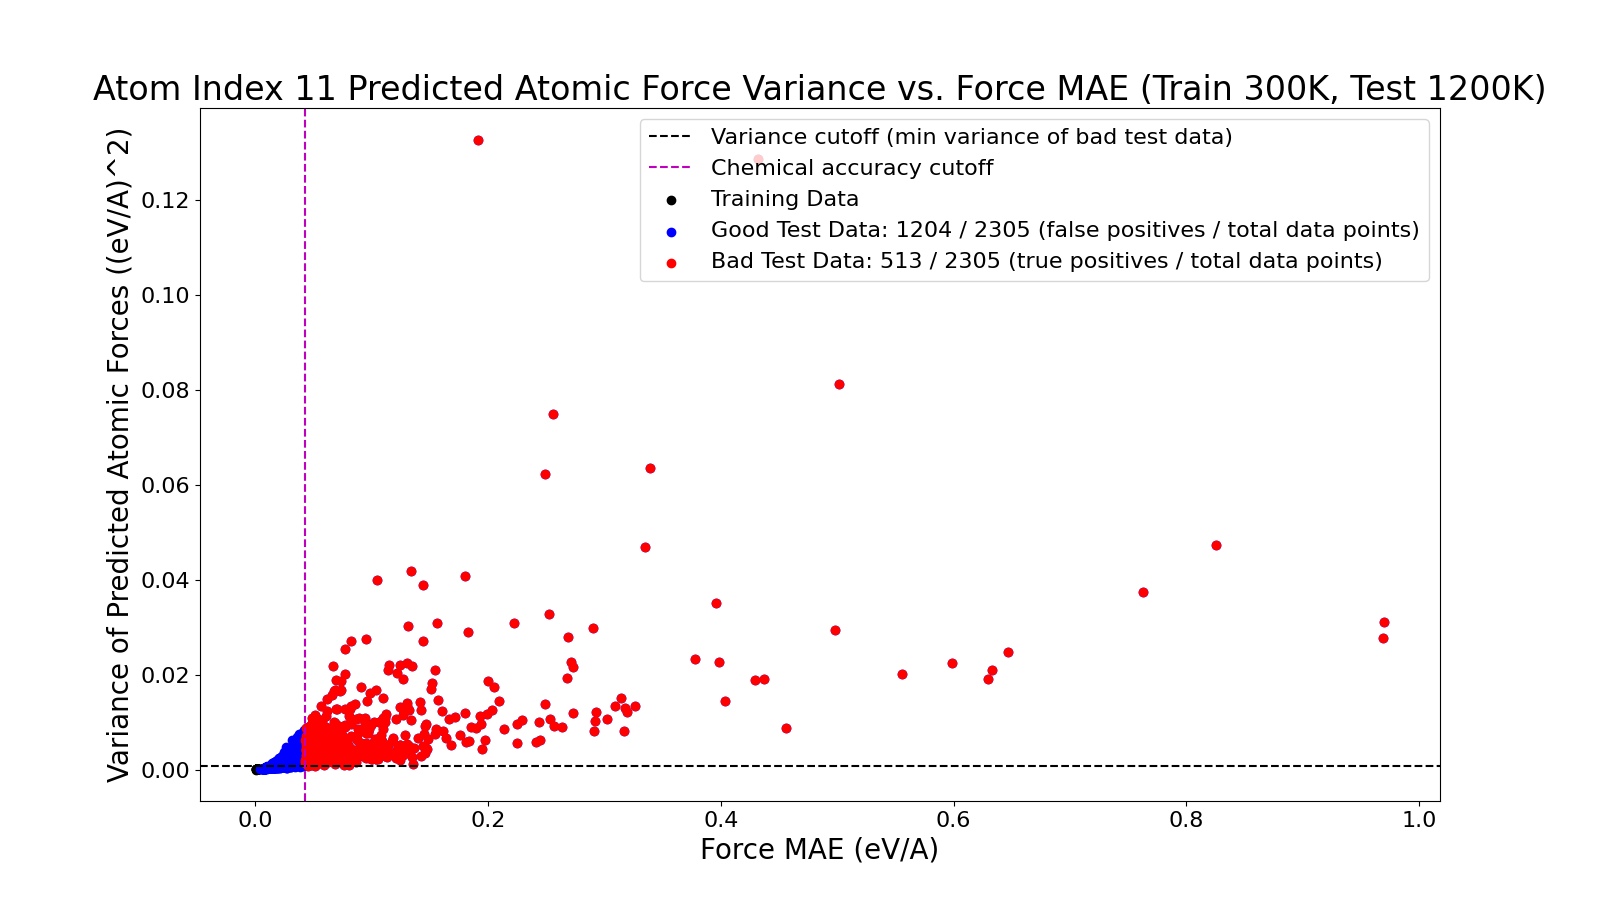 Atom Index 11 Predicted Atomic Force Variance vs. Force MAE (Train 300K, Test 1200K)
Variance of Predicted Atomic Forces ((eV/A)^2)
0.12
0.10
0.08
0.06
0.04
0.02
0.00
Variance cutoff (min variance of bad test data)
Chemical accuracy cutoff
Training Data
Good Test Data: 1204 / 2305 (false positives / total data points)
Bad Test Data: 513 / 2305 (true positives / total data points)
0.0 0.2 0.4 0.6 0.8 1.0
Force MAE (eV/A)